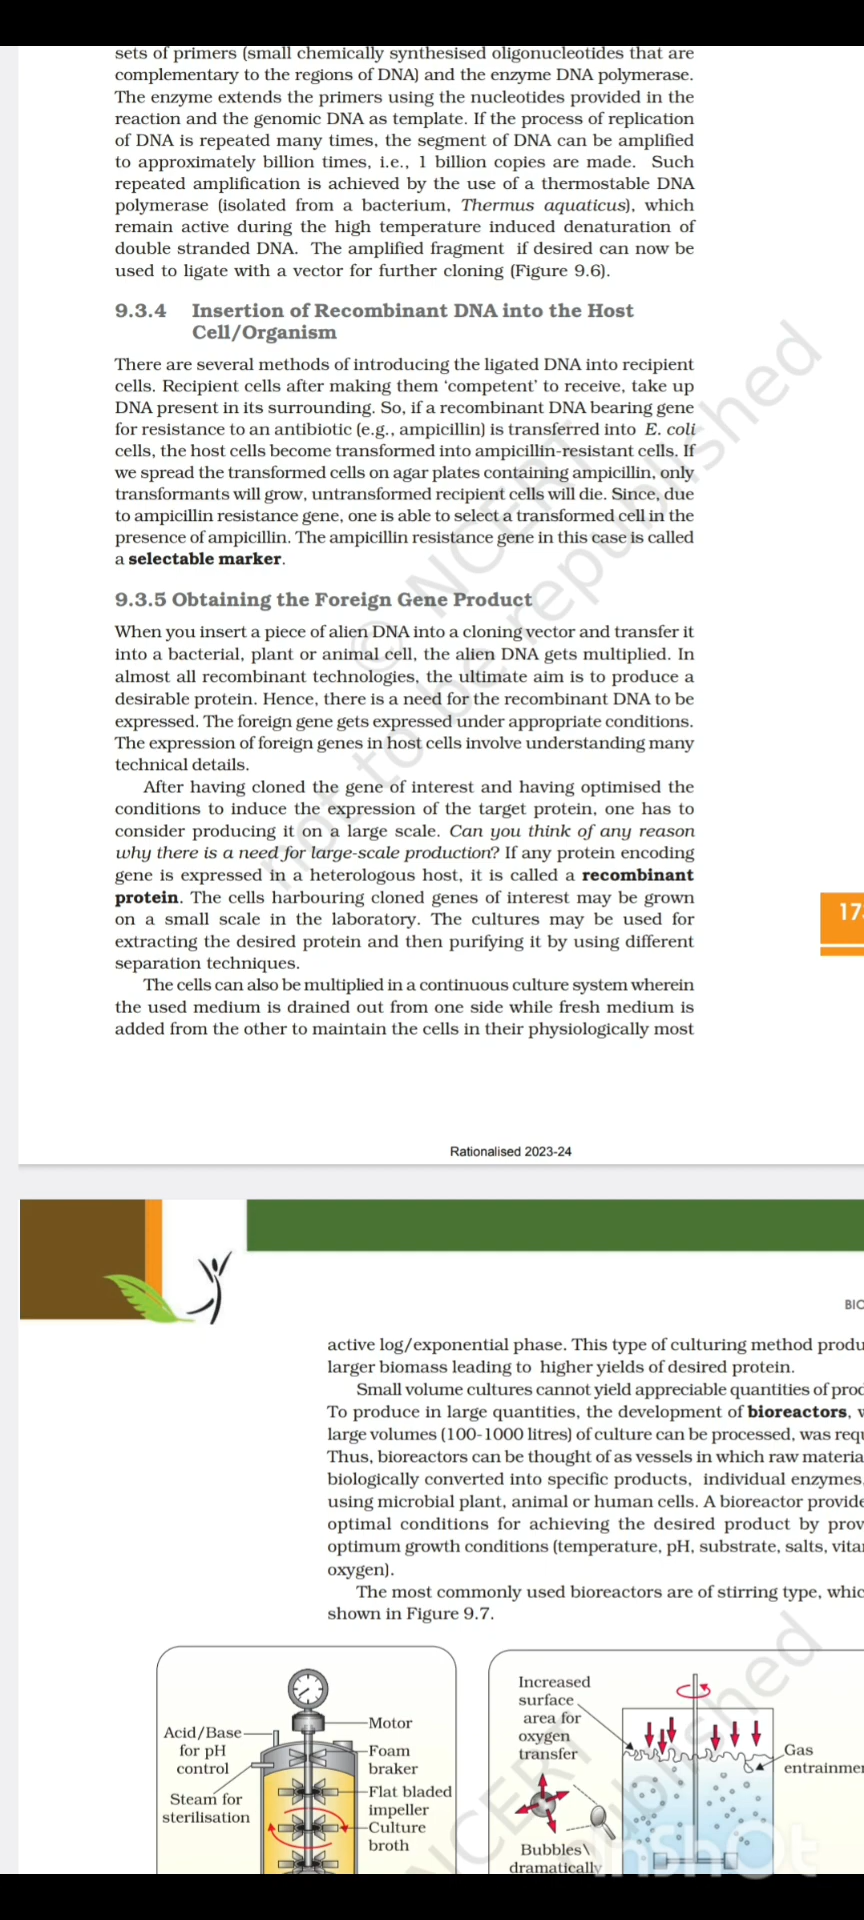 sets of primers (small chemically synthesised oligonucleotides that are
complementary to the regions of DNA) and the enzyme DNA polymerase.
The enzyme extends the primers using the nucleotides provided in the
reaction and the genomic DNA as template. If the process of replication
of DNA is repeated many times, the segment of DNA can be amplified
to approximately billion times, i.e., 1 billion copies are made. Such
repeated amplification is achieved by the use of a thermostable DNA
polymerase (isolated from a bacterium, Thermus aquaticus), which
remain active during the high temperature induced denaturation of
double stranded DNA. The amplified fragment if desired can now be
used to ligate with a vector for further cloning (Figure 9.6).
9.3.4 Insertion of Recombinant DNA into the Host
Cell/Organism
There are several methods of introducing the ligated DNA into recipient
cells. Recipient cells after making them ‘competent’ to receive, take up
DNA present in its surrounding. So, if a recombinant DNA bearing gene
for resistance to an antibiotic (e.g., ampicillin) is transferred into E. coli
cells, the host cells become transformed into ampicillin-resistant cells. If
we spread the transformed cells on agar plates containing ampicillin, only
transformants will grow, untransformed recipient cells will die. Since, due
to ampicillin resistance gene, one is able to select a transformed cell in the
presence of ampicillin. The ampicillin resistance gene in this case is called
a selectable marker.
9.3.5 Obtaining the Foreign Gene Product
When you insert a piece of alien DNA into a cloning vector and transfer it
into a bacterial, plant or animal cell, the alien DNA gets multiplied. In
almost all recombinant technologies, the ultimate aim is to produce a
desirable protein. Hence, there is a need for the recombinant DNA to be
expressed. The foreign gene gets expressed under appropriate conditions.
The expression of foreign genes in host cells involve understanding many
technical details.
After having cloned the gene of interest and having optimised the
conditions to induce the expression of the target protein, one has to
consider producing it on a large scale. Can you think of any reason
why there is a need for large-scale production? If any protein encoding
gene is expressed in a heterologous host, it is called a recombinant
protein. The cells harbouring cloned genes of interest may be grown
on a small scale in the laboratory. The cultures may be used for
extracting the desired protein and then purifying it by using different
separation techniques.
The cells can also be multiplied in a continuous culture system wherein
the used medium is drained out from one side while fresh medium is
added from the other to maintain the cells in their physiologically most
17
© NCERT
not to be republished
Rationalised 2023-24
BIO
active log/exponential phase. This type of culturing method produ
larger biomass leading to higher yields of desired protein.
Small volume cultures cannot yield appreciable quantities of prod
To produce in large quantities, the development of bioreactors, w
large volumes (100-1000 litres) of culture can be processed, was requ
Thus, bioreactors can be thought of as vessels in which raw materia
biologically converted into specific products, individual enzymes,
using microbial plant, animal or human cells. A bioreactor provide
optimal conditions for achieving the desired product by prov
optimum growth conditions (temperature, pH, substrate, salts, vita
oxygen).
The most commonly used bioreactors are of stirring type, whic
shown in Figure 9.7.
Acid/Base
for pH
control
Steam for
sterilisation
Motor
Foam
braker
Flat bladed
impeller
Culture
broth
Increased
surface
area for
oxygen
transfer
Bubbles
dramatically
Gas
entrainme
NCERT
published
InShOt